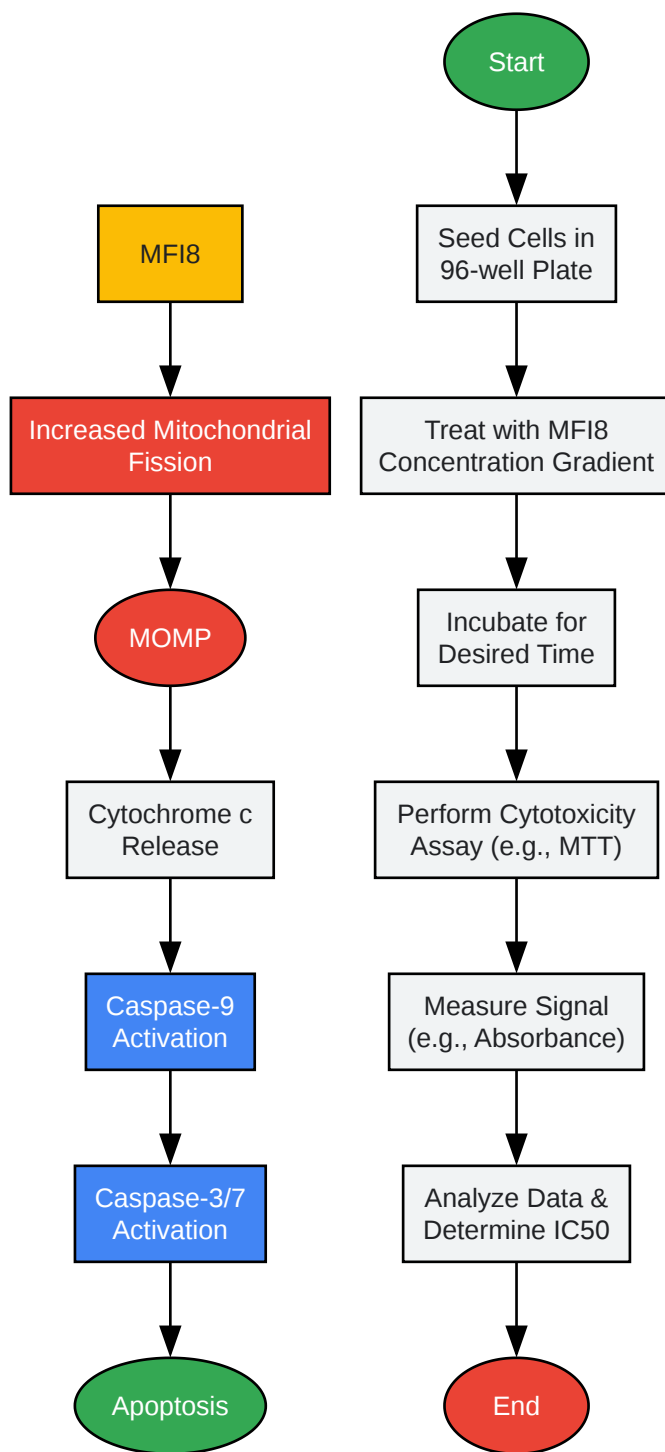 MFI8
Increased Mitochondrial
Fission
MOMP
Cytochrome c
Release
Caspase-9
Activation
Caspase-3/7
Activation
Apoptosis
Start
Seed Cells in
96-well Plate
Treat with MFI8
Concentration Gradient
Incubate for
Desired Time
Perform Cytotoxicity
Assay (e.g., MTT)
Measure Signal
(e.g., Absorbance)
Analyze Data &
Determine IC50
End